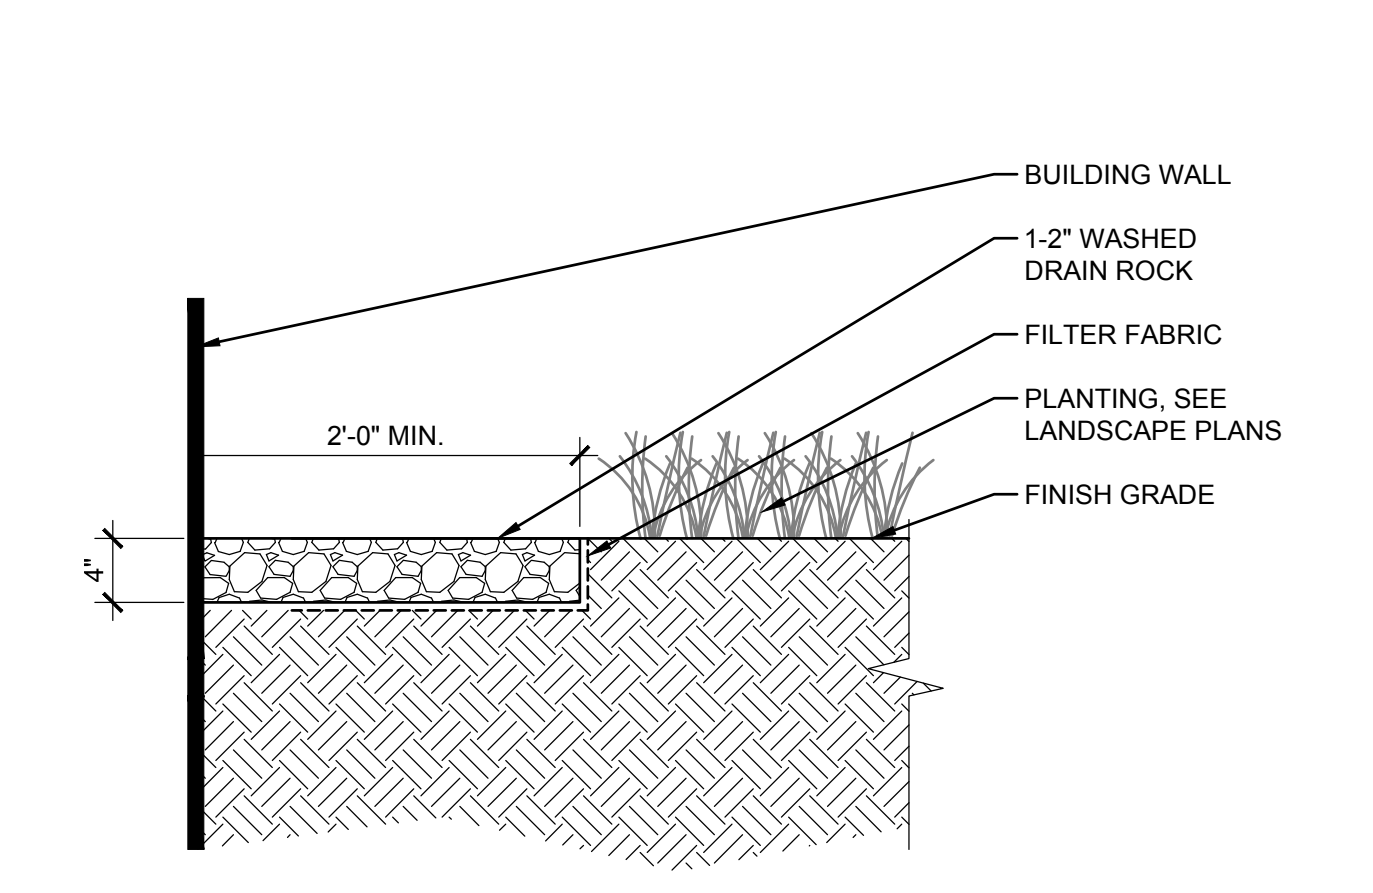 BUILDING WALL
1-2" WASHED
DRAIN ROCK
FILTER FABRIC
PLANTING, SEE
LANDSCAPE PLANS
2'-0" MIN.
FINISH GRADE
4"